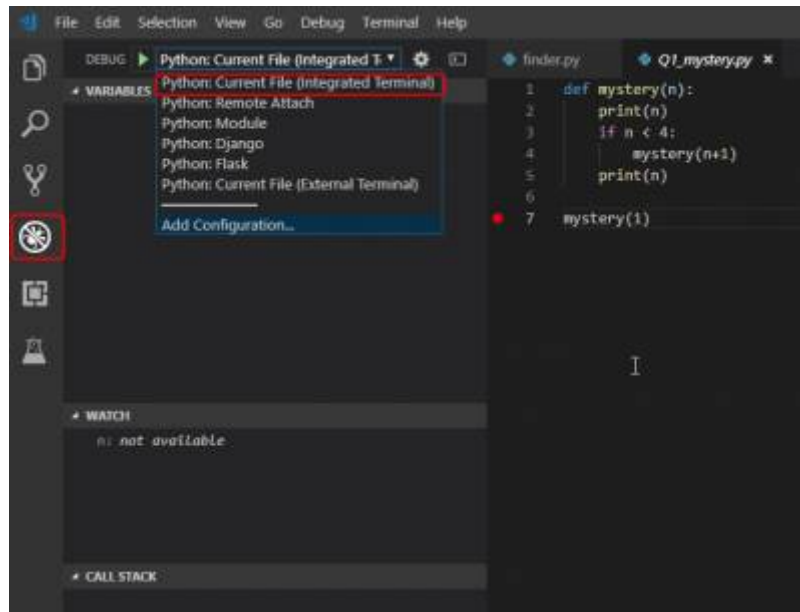 File Edit Selection View Go Debug Terminal Help
DEBUG Python: Current File (Integrated T
Python: Current File (Integrated Terminal)
Python: Remote Attach
Python: Module
Python: Django
Python: Flask
Python: Current File (External Terminal)
Add Configuration...
VARIABLES
WATCH
n: not available
CALL STACK
finder.py Q1_mystery.py
1 def mystery(n):
2 print(n)
3 if n < 4:
4 mystery(n+1)
5 print(n)
6
7 mystery(1)